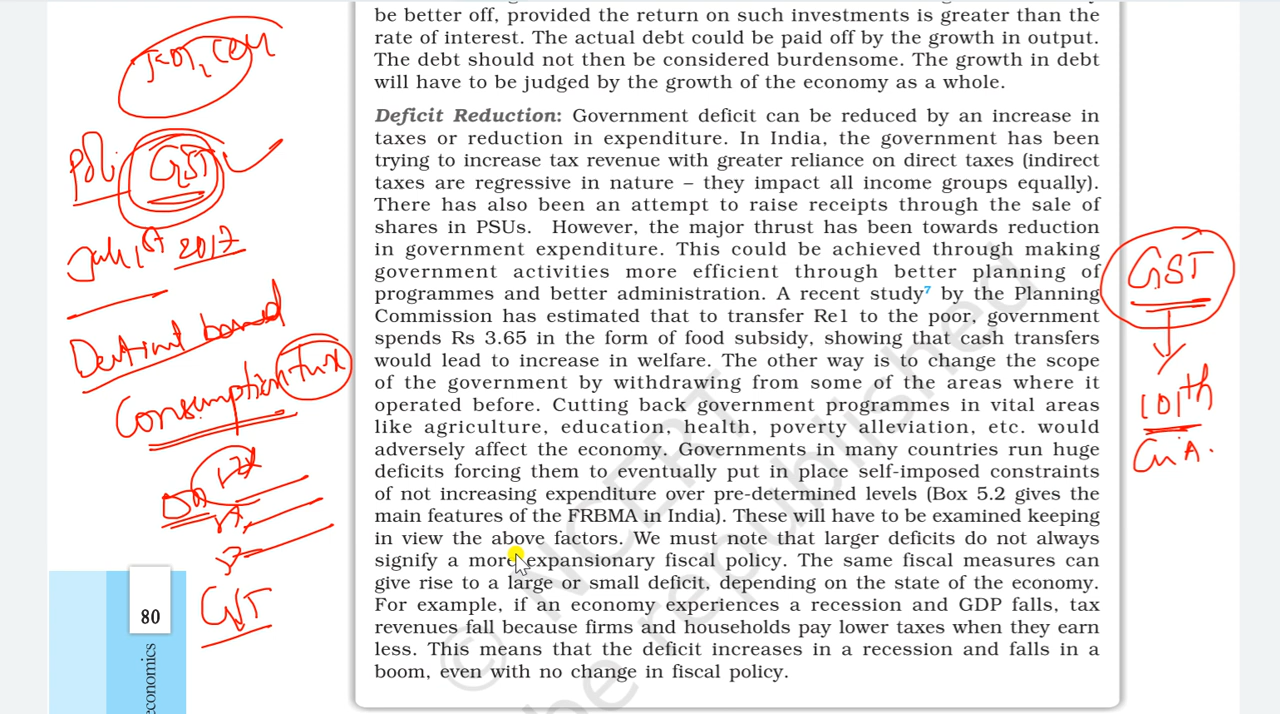 be better off, provided the return on such investments is greater than the
rate of interest. The actual debt could be paid off by the growth in output.
The debt should not then be considered burdensome. The growth in debt
will have to be judged by the growth of the economy as a whole.
Deficit Reduction: Government deficit can be reduced by an increase in
taxes or reduction in expenditure. In India, the government has been
trying to increase tax revenue with greater reliance on direct taxes (indirect
taxes are regressive in nature – they impact all income groups equally).
There has also been an attempt to raise receipts through the sale of
shares in PSUs. However, the major thrust has been towards reduction
in government expenditure. This could be achieved through making
government activities more efficient through better planning of
programmes and better administration. A recent study7 by the Planning
Commission has estimated that to transfer Re1 to the poor, government
spends Rs 3.65 in the form of food subsidy, showing that cash transfers
would lead to increase in welfare. The other way is to change the scope
of the government by withdrawing from some of the areas where it
operated before. Cutting back government programmes in vital areas
like agriculture, education, health, poverty alleviation, etc. would
adversely affect the economy. Governments in many countries run huge
deficits forcing them to eventually put in place self-imposed constraints
of not increasing expenditure over pre-determined levels (Box 5.2 gives the
main features of the FRBMA in India). These will have to be examined keeping
in view the above factors. We must note that larger deficits do not always
signify a more expansionary fiscal policy. The same fiscal measures can
give rise to a large or small deficit, depending on the state of the economy.
For example, if an economy experiences a recession and GDP falls, tax
revenues fall because firms and households pay lower taxes when they earn
less. This means that the deficit increases in a recession and falls in a
boom, even with no change in fiscal policy.
GST
1st 2017
Consumption Tax
GST
GST
101th
80
economics
© NCERT
be republished